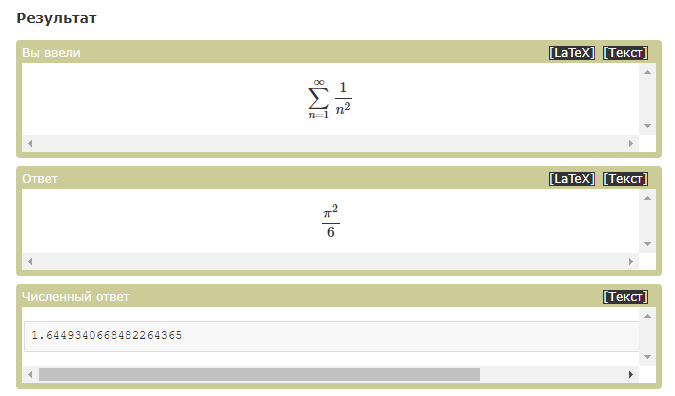 Результат
Вы ввели [LaTeX] [Текст]
∞
∑ 1/n²
n=1
Ответ [LaTeX] [Текст]
π²/6
Численный ответ [Текст]
1.6449340668482264365